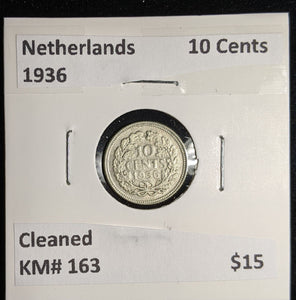 Netherlands 10 Cents
1936
10
CENTS
1936
Cleaned
KM# 163 $15